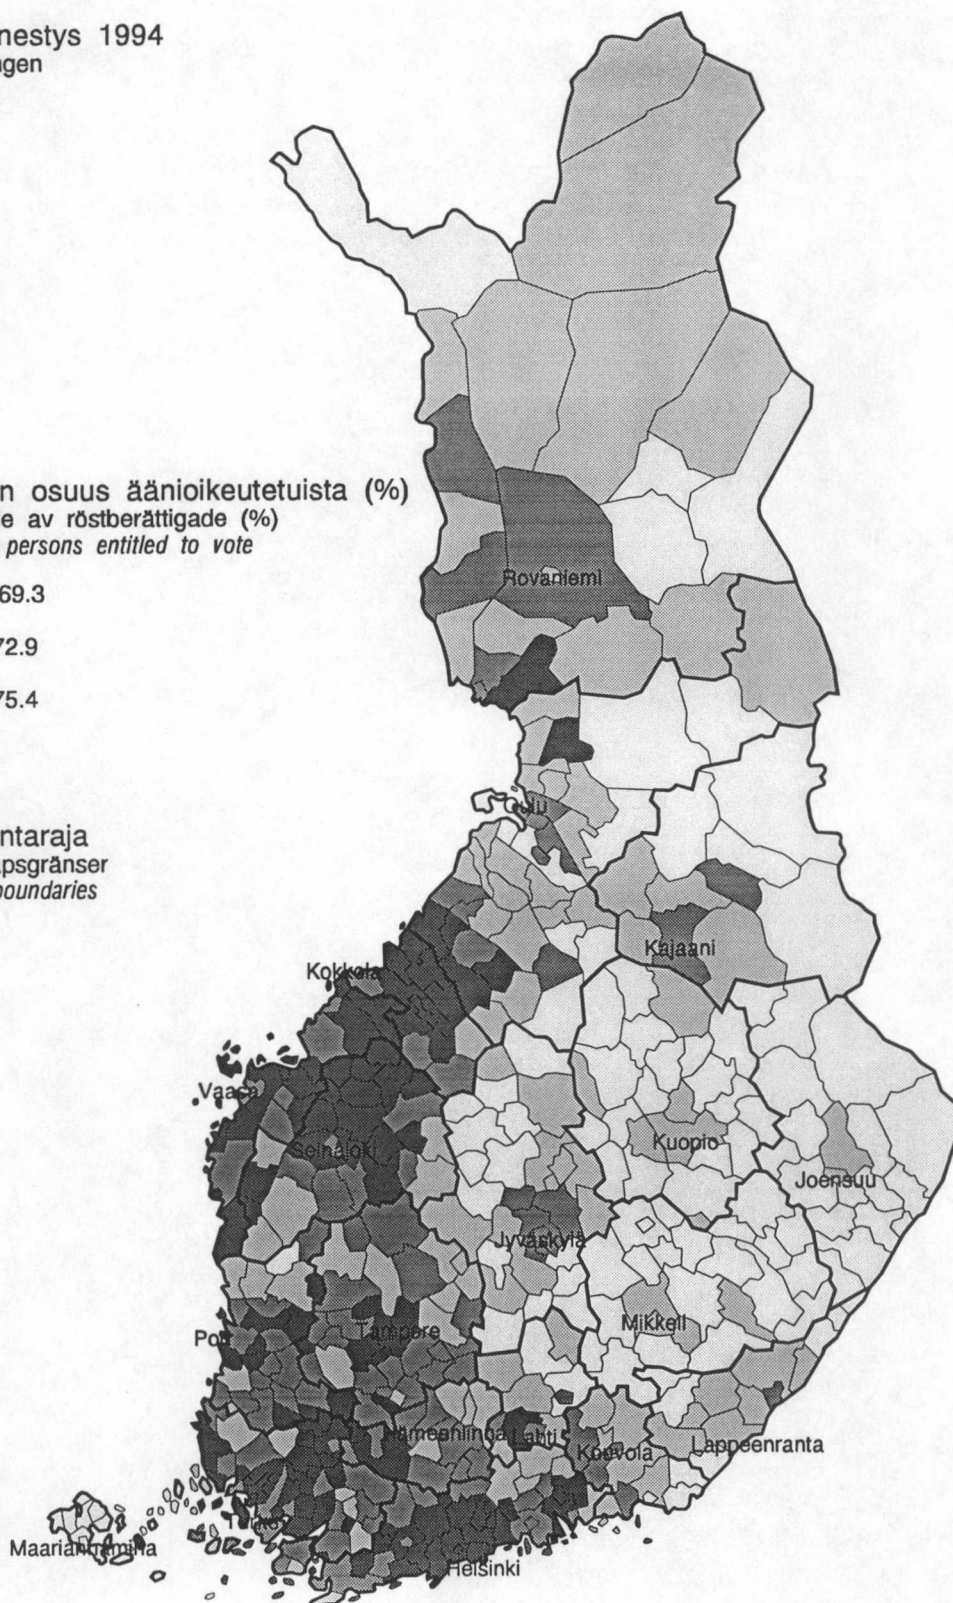 nestys 1994
ngen
n osuus äänioikeutetuista (%)
e av röstberättigade (%)
persons entitled to vote
69.3
72.9
75.4
ntaraja
apsgränser
boundaries
Rovaniemi
Oulu
Kajaani
Kokkola
Vaasa
Seinäjoki
Kuopio
Joensuu
Jyväskylä
Mikkeli
Pori
Tampere
Hämeenlinna
Lahti
Kouvola
Lappeenranta
Turku
Maarianhamina
Helsinki